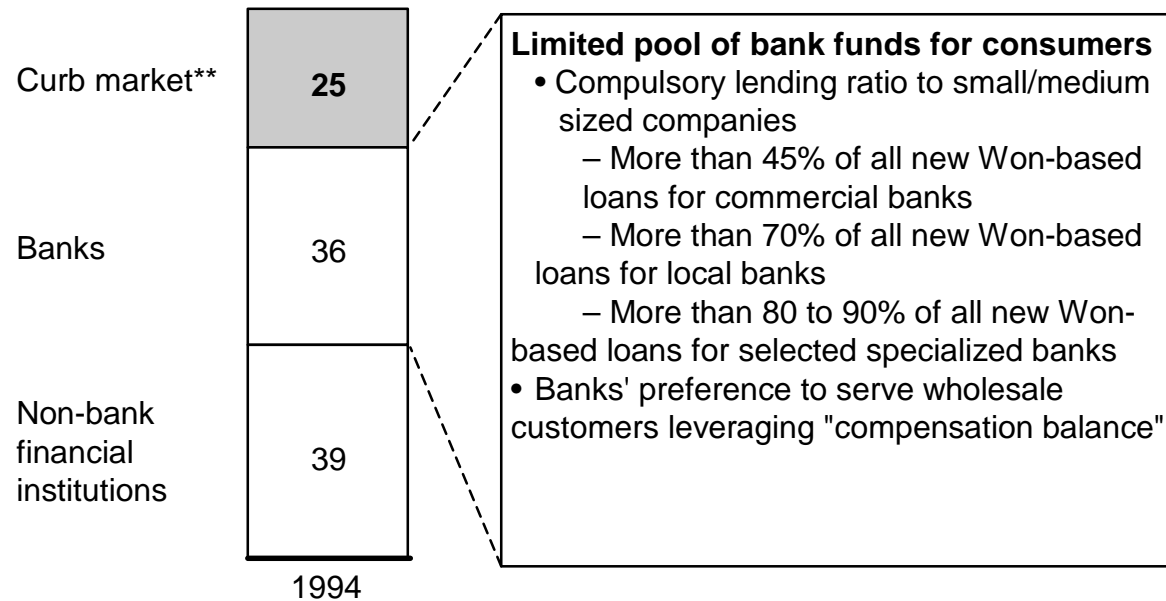 Curb market**
25
Banks
36
Non-bank
financial
institutions
39
1994
Limited pool of bank funds for consumers
• Compulsory lending ratio to small/medium
sized companies
– More than 45% of all new Won-based
loans for commercial banks
– More than 70% of all new Won-based
loans for local banks
– More than 80 to 90% of all new Won-
based loans for selected specialized banks
• Banks' preference to serve wholesale
customers leveraging "compensation balance"